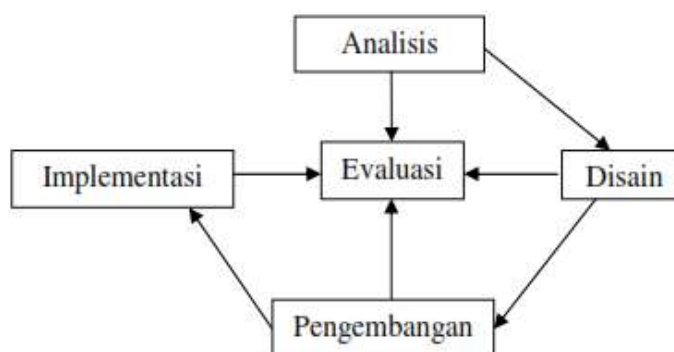 Analisis
Implementasi
Evaluasi
Disain
Pengembangan